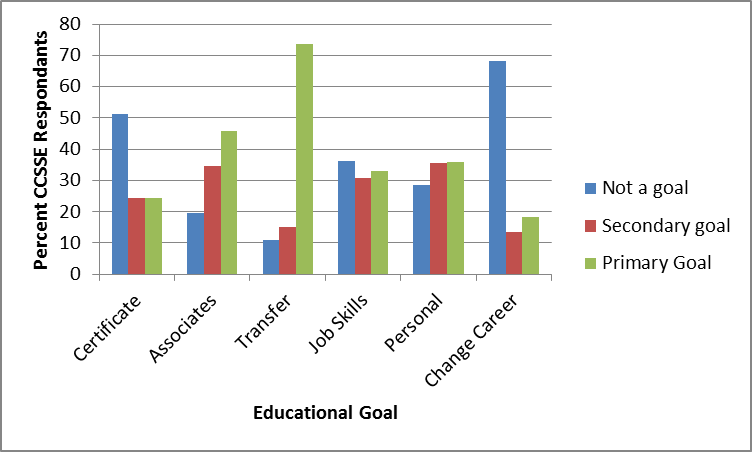 80
70
60
50
40
30
20
10
0
Percent CCSSE Respondants
Certificate
Associates
Transfer
Job Skills
Personal
Change Career
Educational Goal
Not a goal
Secondary goal
Primary Goal